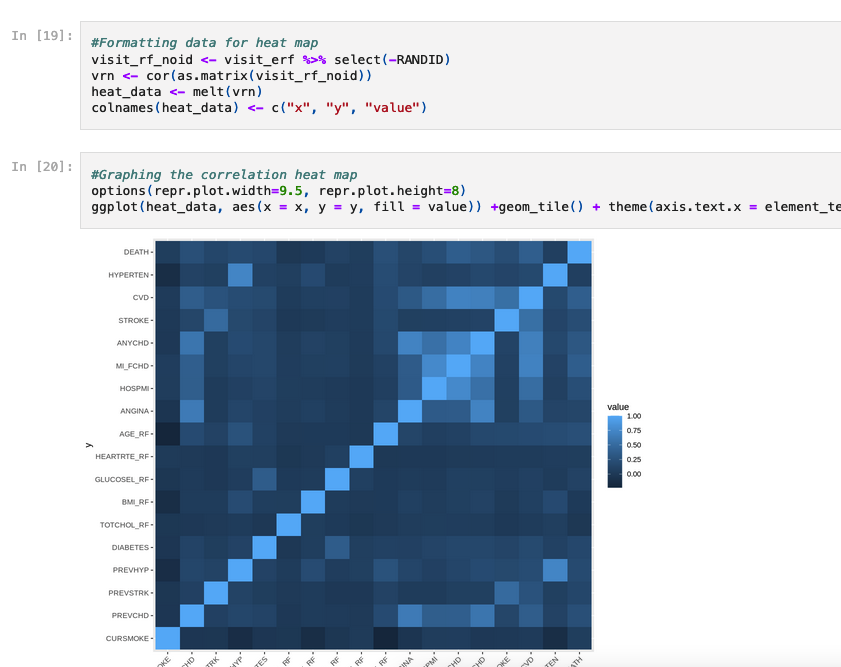 In [19]:
#Formatting data for heat map
visit_rf_noid <- visit_erf %>% select(-RANDID)
vrn <- cor(as.matrix(visit_rf_noid))
heat_data <- melt(vrn)
colnames(heat_data) <- c("x", "y", "value")
In [20]:
#Graphing the correlation heat map
options(repr.plot.width=9.5, repr.plot.height=8)
ggplot(heat_data, aes(x = x, y = y, fill = value)) +geom_tile() + theme(axis.text.x = element_te
DEATH
HYPERTEN
CVD
STROKE
ANYCHD
MI_FCHD
HOSPMI
ANGINA
AGE_RF
HEARTRTE_RF
GLUCOSEL_RF
BMI_RF
TOTCHOL_RF
DIABETES
PREVHYP
PREVSTRK
PREVCHD
CURSMOKE
y
value
1.00
0.75
0.50
0.25
0.00
OKE
HD
TRK
HYP
TES
RF
RF
RF
RF
RF
INA
PMI
CHD
CHD
OKE
CVD
TEN
ATH